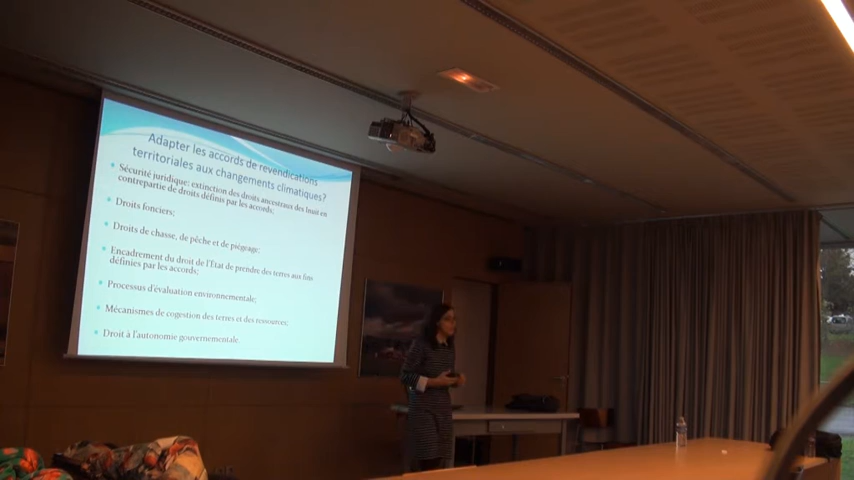 Adapter les accords de revendications
territoriales aux changements climatiques?
Sécurité juridique: extinction des droits ancestraux des Inuit en
contrepartie de droits définis par les accords;
Droits fonciers;
Droits de chasse, de pêche et de piégeage;
Encadrement du droit de l'État de prendre des terres aux fins
définies par les accords;
Processus d'évaluation environnementale;
Mécanismes de cogestion des terres et des ressources;
Droit à l'autonomie gouvernementale.